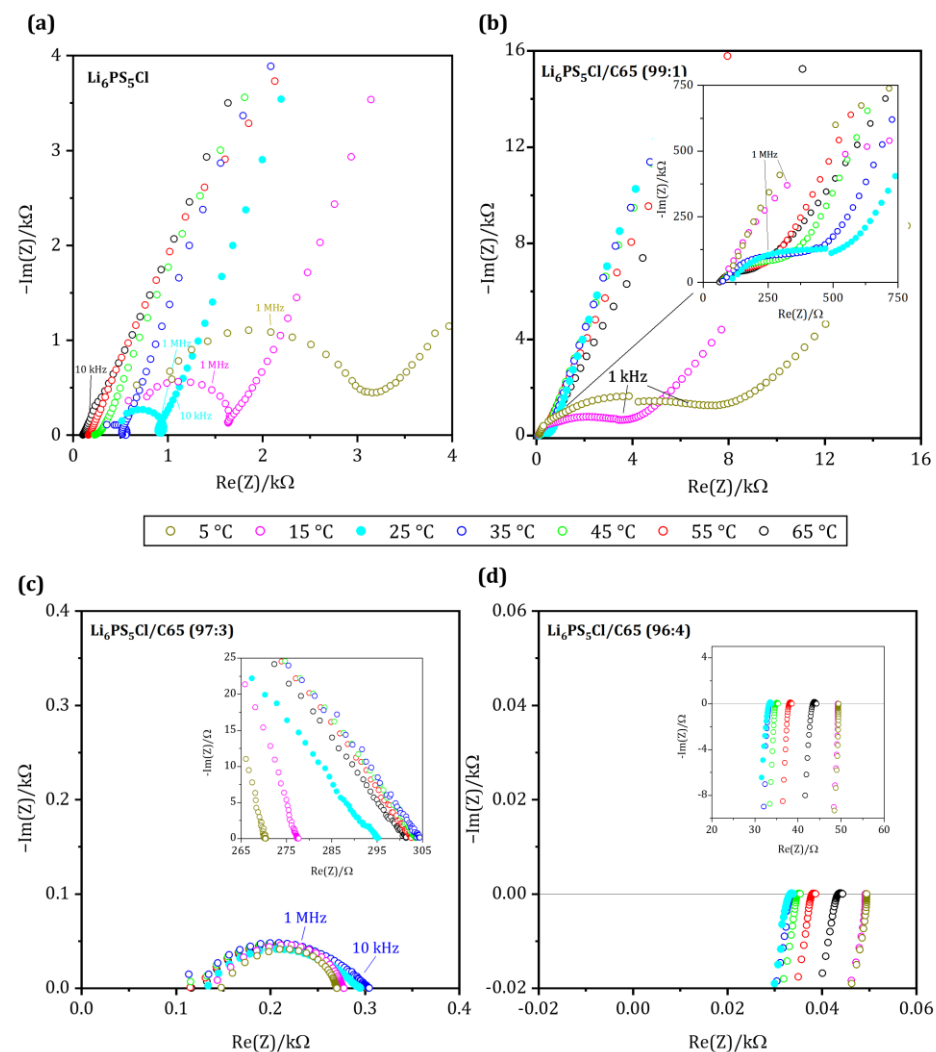 (a)
Li₆PS₅Cl
−Im(Z)/kΩ
4
3
2
1
0
10 kHz
1 MHz
1 MHz
1 MHz
10 kHz
0 1 2 3 4
Re(Z)/kΩ
(b)
Li₆PS₅Cl/C65 (99:1)
−Im(Z)/kΩ
16
12
8
4
0
1 kHz
0 4 8 12 16
Re(Z)/kΩ
-Im(Z)/kΩ
750
500
250
0
1 MHz
0 250 500 750
Re(Z)/Ω
5 °C 15 °C 25 °C 35 °C 45 °C 55 °C 65 °C
(c)
Li₆PS₅Cl/C65 (97:3)
−Im(Z)/kΩ
0.4
0.3
0.2
0.1
0.0
1 MHz
10 kHz
0.0 0.1 0.2 0.3 0.4
Re(Z)/kΩ
-Im(Z)/Ω
25
20
15
10
5
0
265 275 285 295 305
Re(Z)/Ω
(d)
Li₆PS₅Cl/C65 (96:4)
−Im(Z)/kΩ
0.06
0.04
0.02
0.00
-0.02
-0.02 0.00 0.02 0.04 0.06
Re(Z)/kΩ
-Im(Z)/Ω
4
0
-4
-8
20 30 40 50 60
Re(Z)/Ω